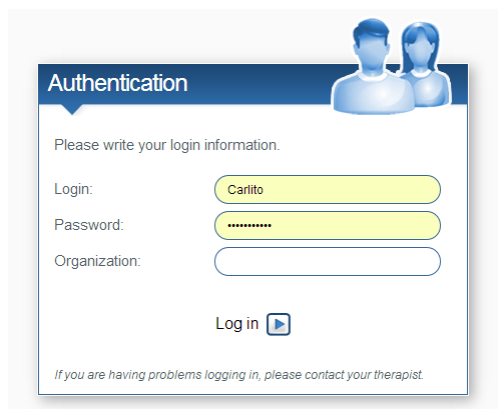 Authentication
Please write your login information.
Login: Carlito
Password: •••••••••••
Organization:
Log in
If you are having problems logging in, please contact your therapist.